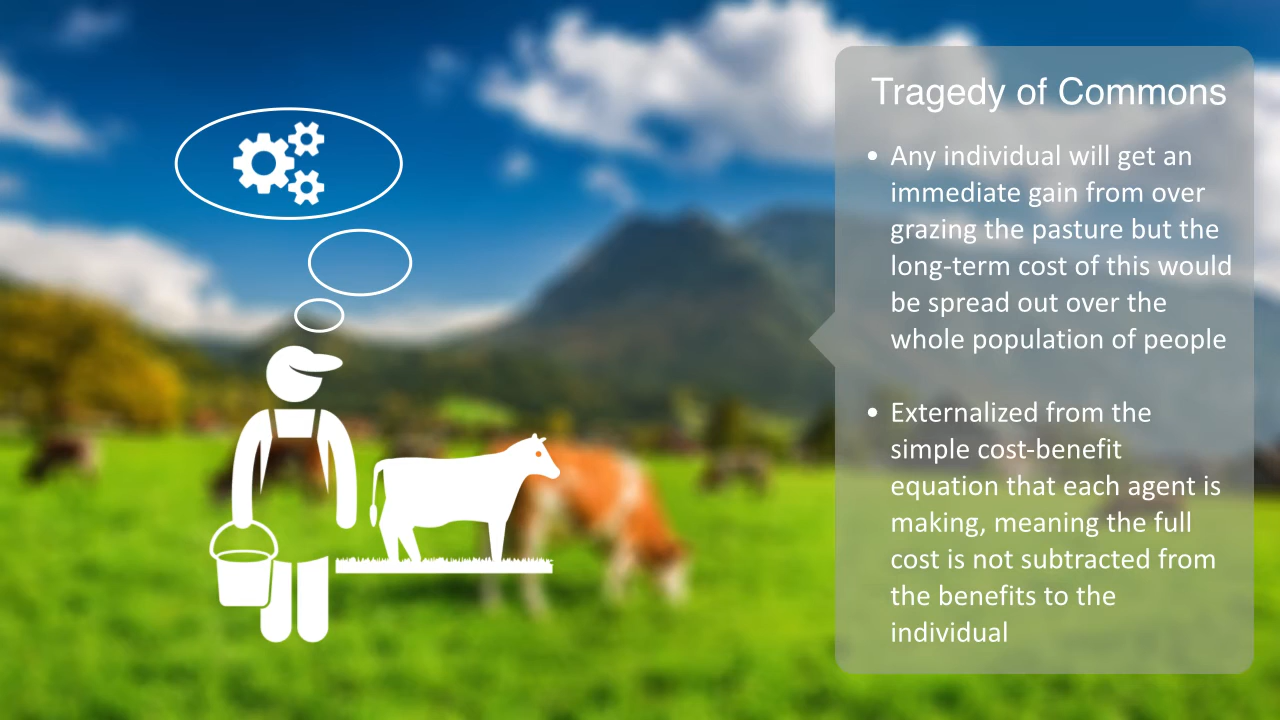 Tragedy of Commons
• Any individual will get an
immediate gain from over
grazing the pasture but the
long-term cost of this would
be spread out over the
whole population of people
• Externalized from the
simple cost-benefit
equation that each agent is
making, meaning the full
cost is not subtracted from
the benefits to the
individual